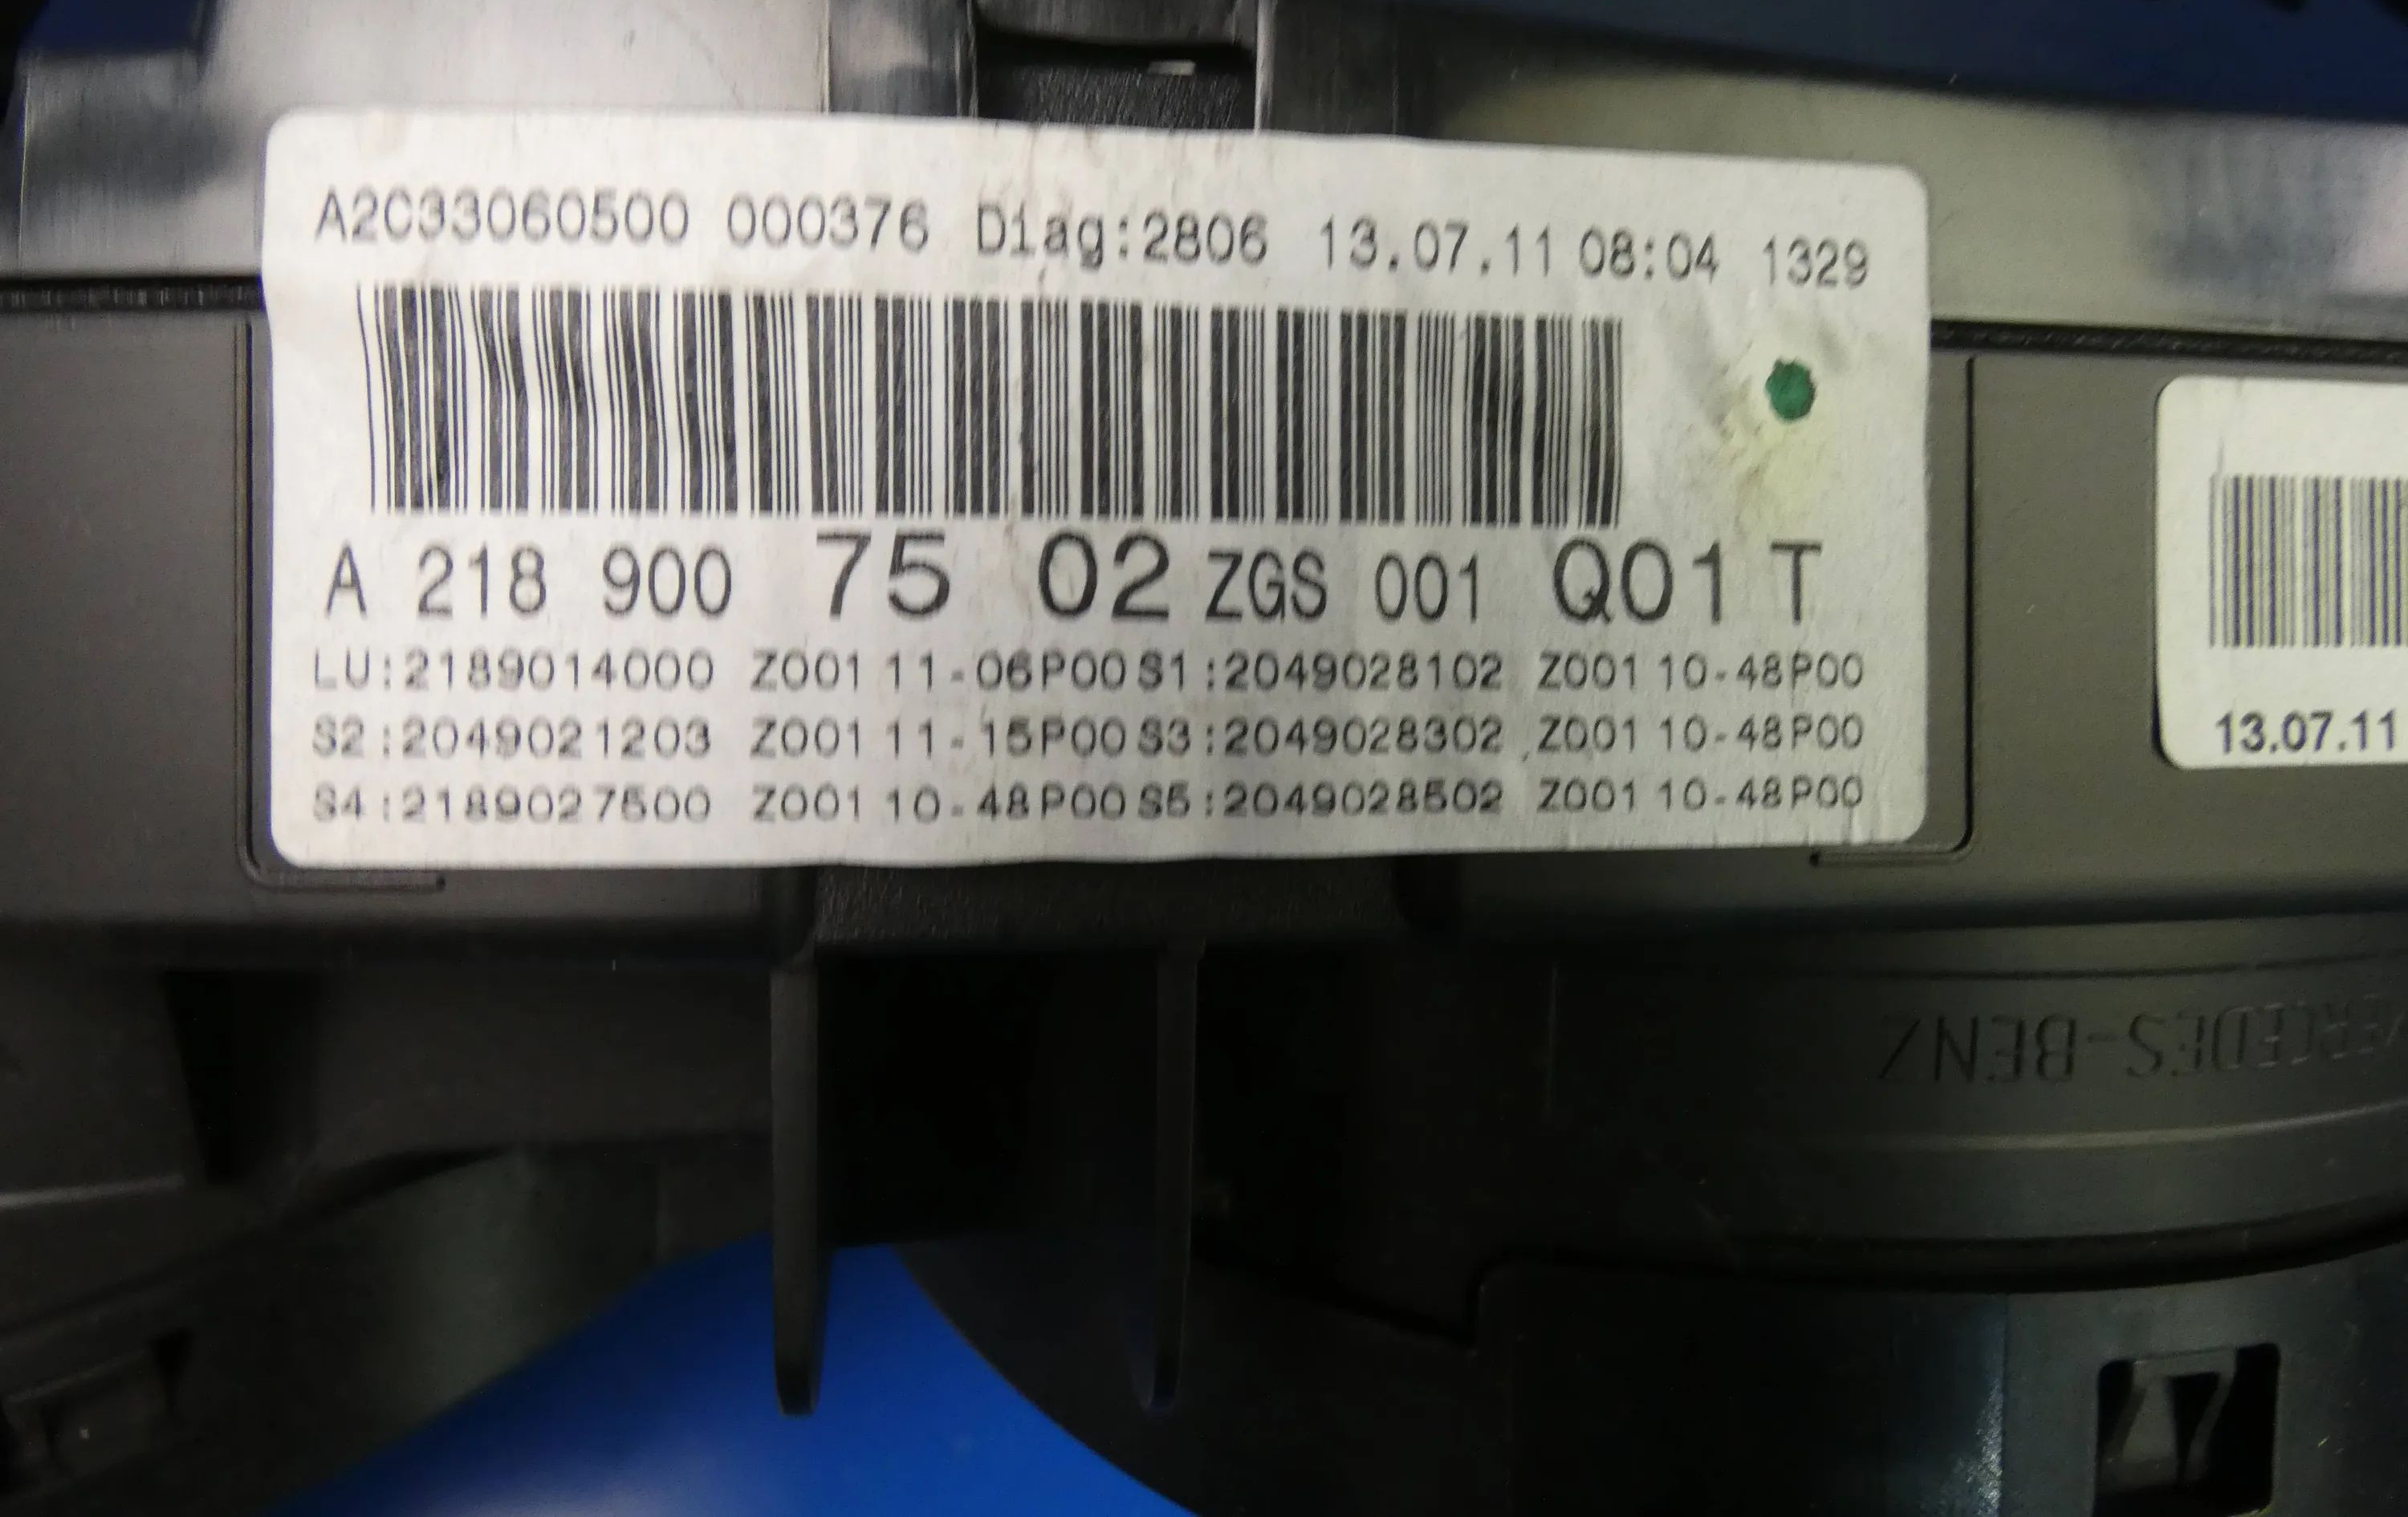 A2C33060500 000376 Diag:2806 13.07.11 08:04 1329
A 218 900 75 02 ZGS 001 Q01 T
LU:2189014000 Z001 11-06P00 S1:2049028102 Z001 10-48P00
S2:2049021203 Z001 11-15P00 S3:2049028302 Z001 10-48P00
S4:2189027500 Z001 10-48P00 S5:2049028502 Z001 10-48P00
13.07.11
MERCEDES-BENZ